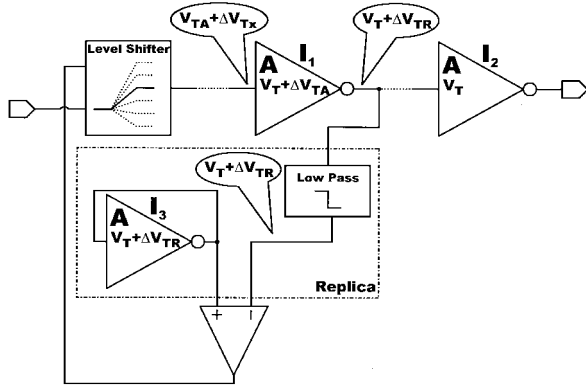 V_TA+ΔV_Tx
V_T+ΔV_TR
Level Shifter
A I_1
V_T+ΔV_TA
A I_2
V_T
V_T+ΔV_TR
Low Pass
A I_3
V_T+ΔV_TR
Replica
+ −